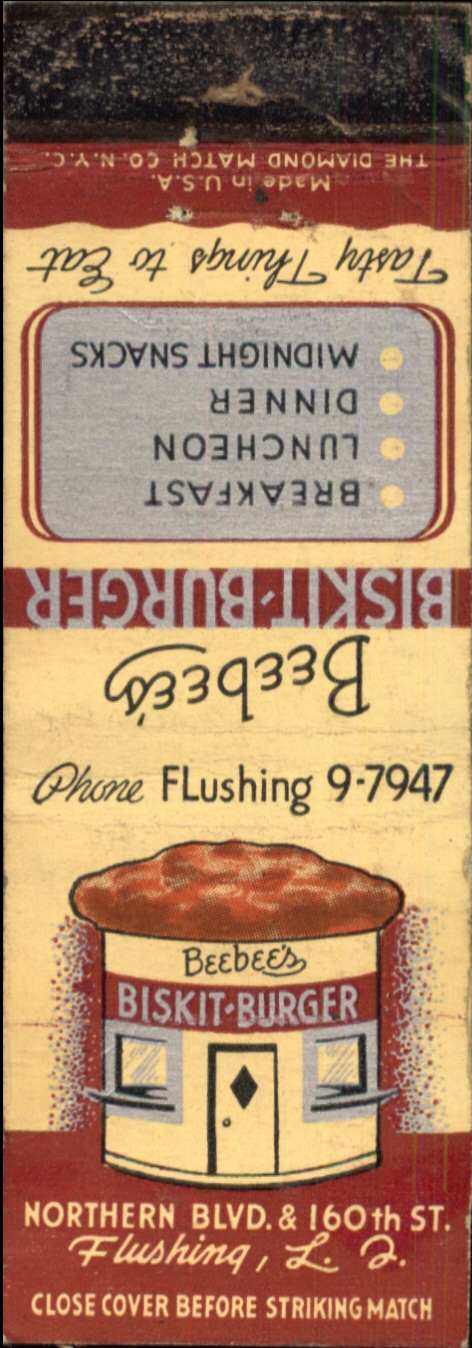 Made in U.S.A.
THE DIAMOND MATCH CO. N.Y.C.
Tasty Things to Eat
MIDNIGHT SNACKS
DINNER
LUNCHEON
BREAKFAST
BISKIT-BURGER
Beebee's
Phone FLushing 9-7947
Beebee's
BISKIT-BURGER
NORTHERN BLVD. & 160th ST.
Flushing, L. I.
CLOSE COVER BEFORE STRIKING MATCH